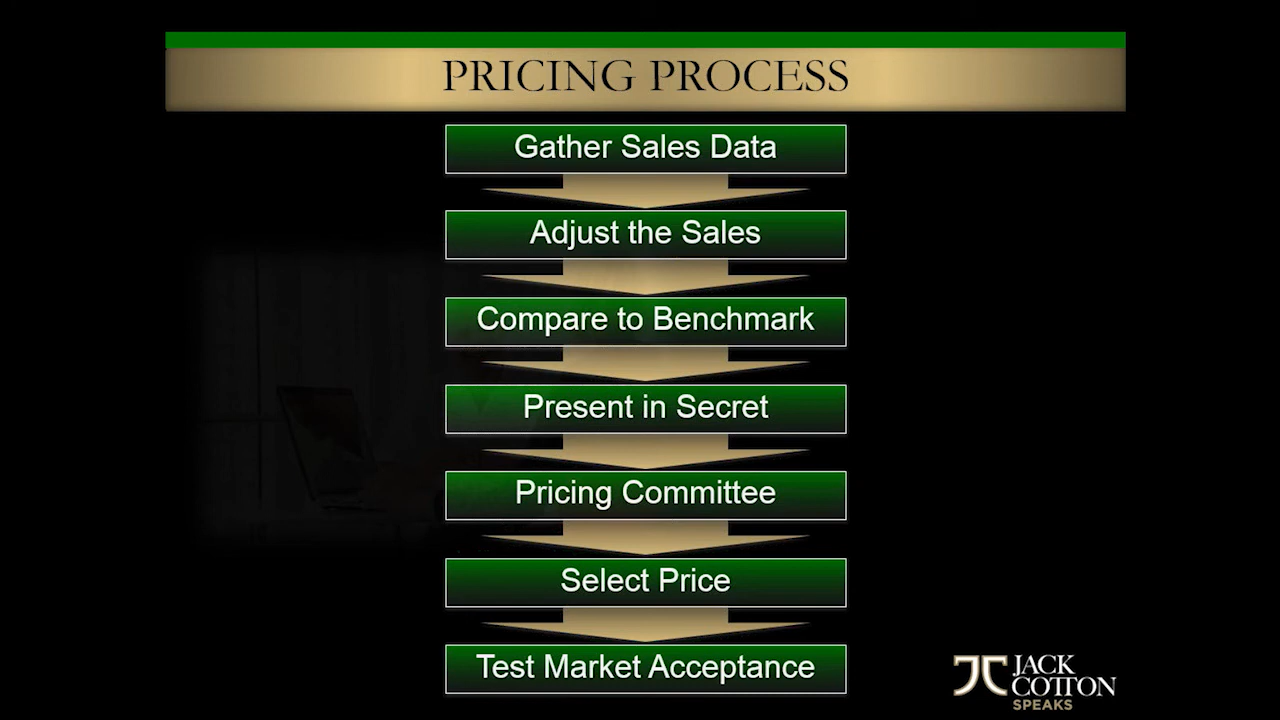 PRICING PROCESS
Gather Sales Data
Adjust the Sales
Compare to Benchmark
Present in Secret
Pricing Committee
Select Price
Test Market Acceptance
JACK
COTTON
SPEAKS